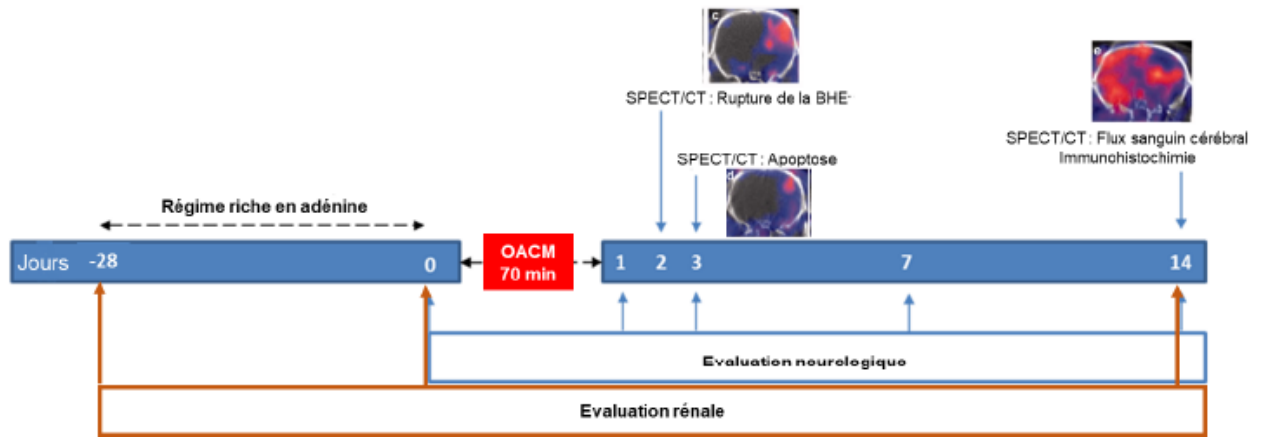 c
SPECT/CT : Rupture de la BHE-
e
SPECT/CT : Flux sanguin cérébral
Immunohistochimie
SPECT/CT : Apoptose
d
Régime riche en adénine
Jours -28 0
OACM
70 min
1 2 3 7 14
Evaluation nourologique
Evaluation rénale